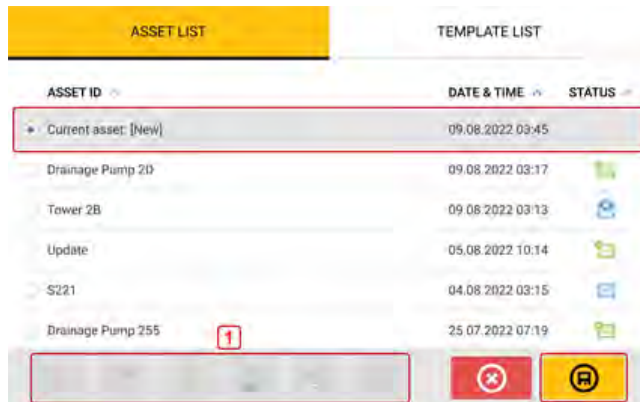 ASSET LIST TEMPLATE LIST
ASSET ID DATE & TIME STATUS
Current asset: [New] 09.08.2022 03:45
Drainage Pump 2D 09.08.2022 03:17
Tower 2B 09.08.2022 03:13
Update 05.08.2022 10:14
S221 04.08.2022 03:15
Drainage Pump 255 25.07.2022 07:19
1